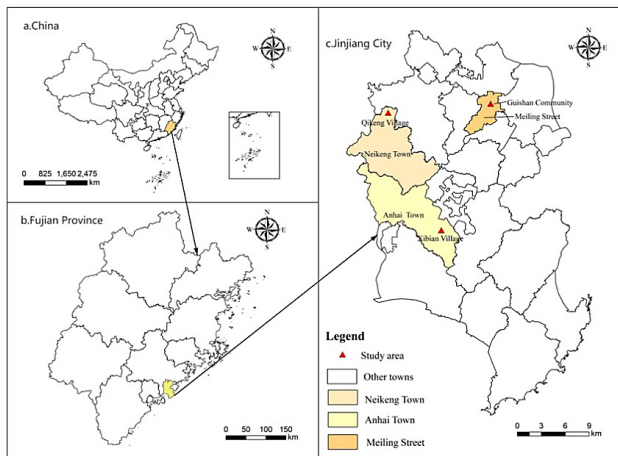 a.China
N
W E
S
0 825 1,650 2,475
km
b.Fujian Province
N
W E
S
0 50 100 150
km
c.Jinjiang City
N
W E
S
Guishan Community
Meiling Street
Qikeng Village
Neikeng Town
Anhai Town
Xibian Village
Legend
Study area
Other towns
Neikeng Town
Anhai Town
Meiling Street
0 3 6 9
km